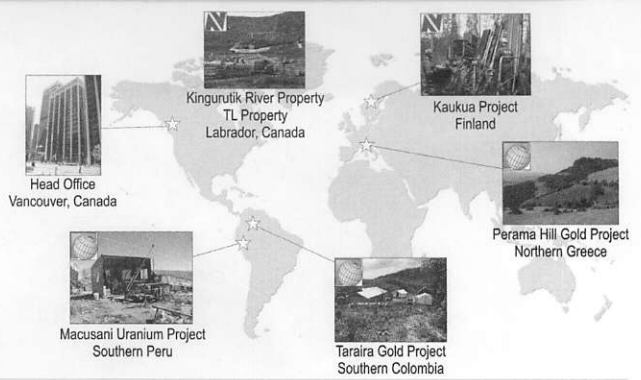 N
Kingurutik River Property
TL Property
Labrador, Canada
N
Kaukua Project
Finland
Head Office
Vancouver, Canada
Perama Hill Gold Project
Northern Greece
Macusani Uranium Project
Southern Peru
Taraira Gold Project
Southern Colombia